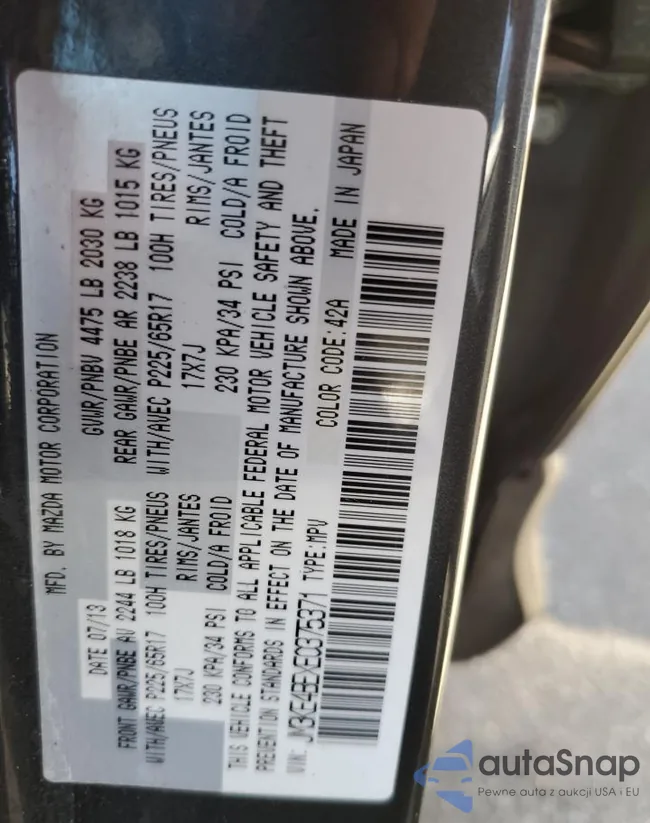 MFD. BY MAZDA MOTOR CORPORATION
DATE 07/13 GVWR/PNBV 4475 LB 2030 KG
FRONT GAWR/PNBE AV 2244 LB 1018 KG REAR GAWR/PNBE AR 2238 LB 1015 KG
WITH/AVEC P225/65R17 100H TIRES/PNEUS WITH/AVEC P225/65R17 100H TIRES/PNEUS
17X7J RIMS/JANTES 17X7J RIMS/JANTES
230 KPA/34 PSI COLD/A FROID 230 KPA/34 PSI COLD/A FROID
THIS VEHICLE CONFORMS TO ALL APPLICABLE FEDERAL MOTOR VEHICLE SAFETY AND THEFT
PREVENTION STANDARDS IN EFFECT ON THE DATE OF MANUFACTURE SHOWN ABOVE.
VIN: JM3KE4BEXE0375371 TYPE:MPV COLOR CODE:42A MADE IN JAPAN
autaSnap
Pewne auta z aukcji USA i EU